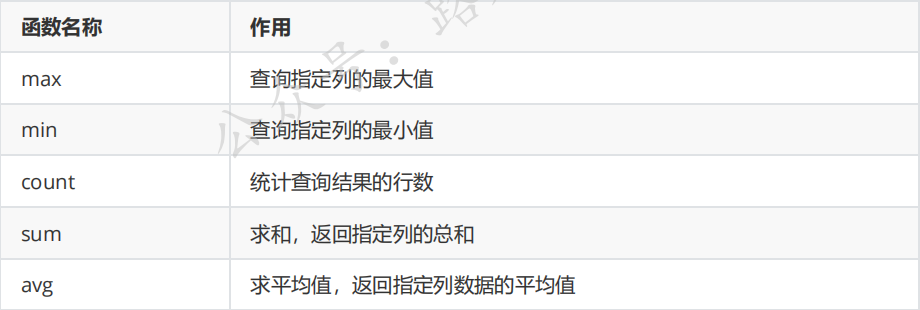 函数名称 作用
max 查询指定列的最大值
min 查询指定列的最小值
count 统计查询结果的行数
sum 求和，返回指定列的总和
avg 求平均值，返回指定列数据的平均值
公众号：路